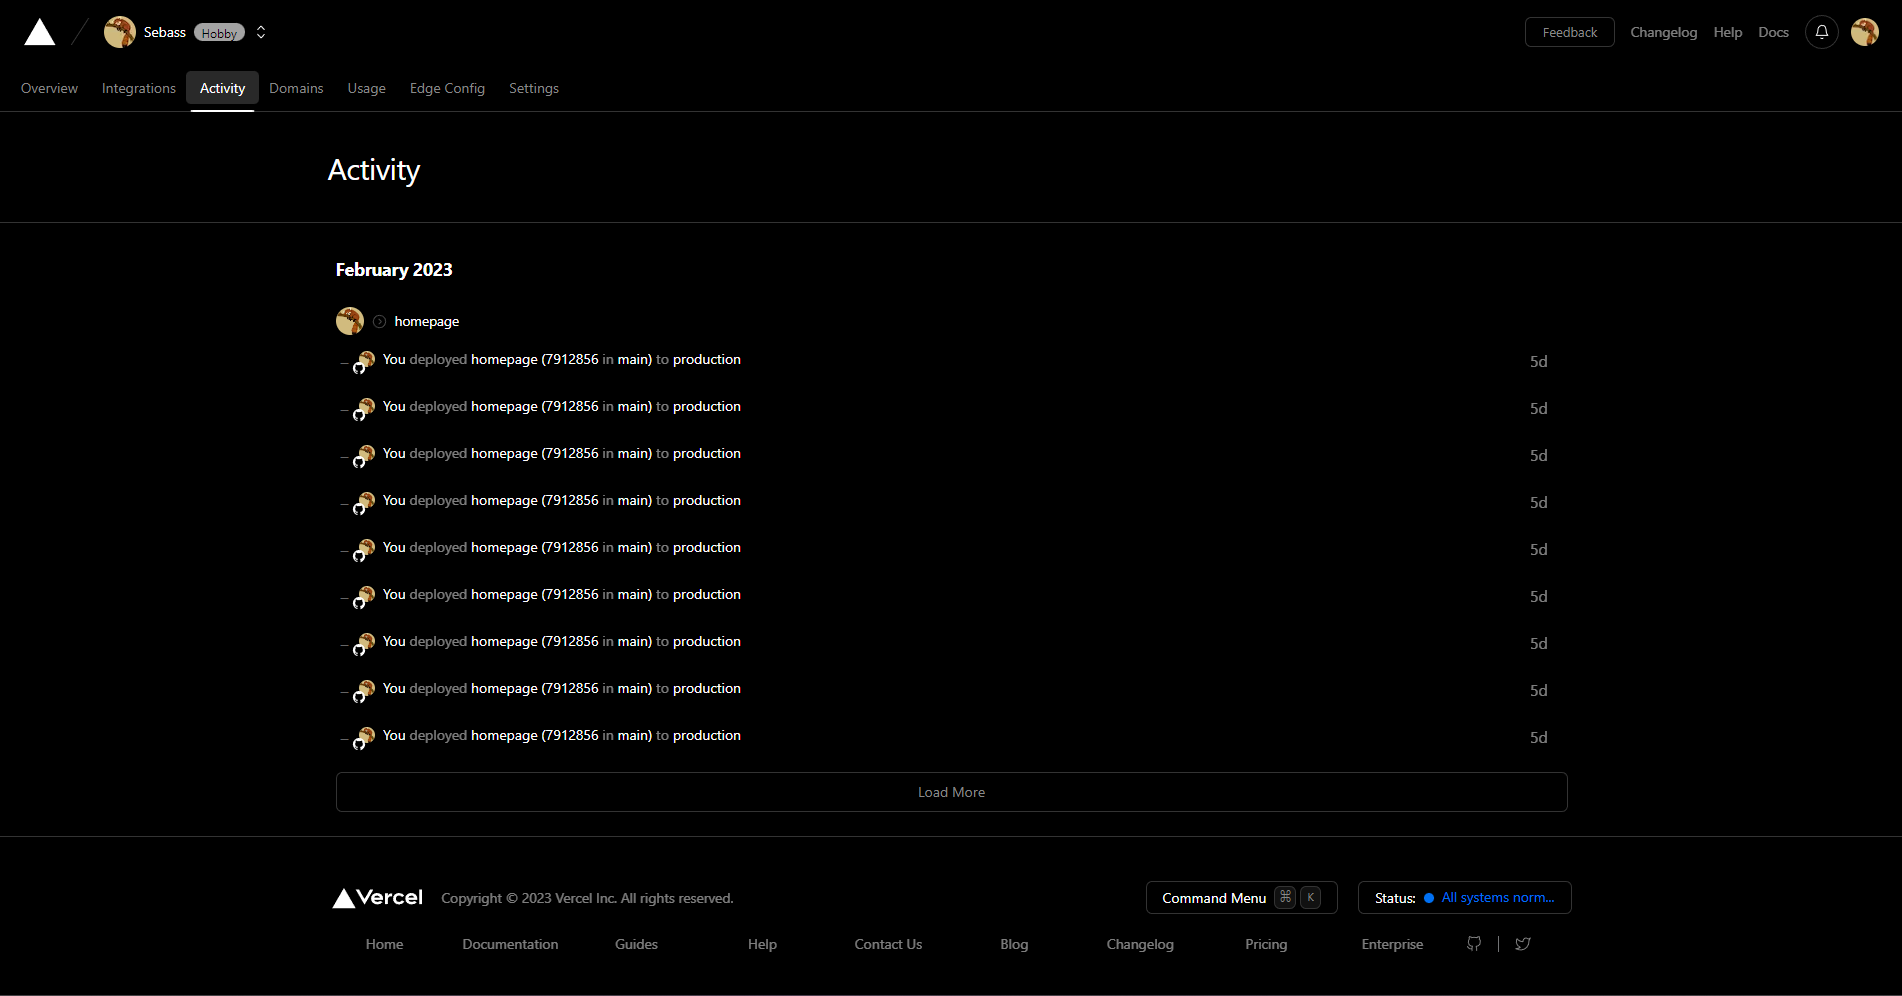 Sebass Hobby Feedback Changelog Help Docs
Overview Integrations Activity Domains Usage Edge Config Settings
Activity
February 2023
homepage
You deployed homepage (7912856 in main) to production 5d
You deployed homepage (7912856 in main) to production 5d
You deployed homepage (7912856 in main) to production 5d
You deployed homepage (7912856 in main) to production 5d
You deployed homepage (7912856 in main) to production 5d
You deployed homepage (7912856 in main) to production 5d
You deployed homepage (7912856 in main) to production 5d
You deployed homepage (7912856 in main) to production 5d
You deployed homepage (7912856 in main) to production 5d
Load More
Vercel Copyright © 2023 Vercel Inc. All rights reserved. Command Menu ⌘ K Status: All systems norm...
Home Documentation Guides Help Contact Us Blog Changelog Pricing Enterprise